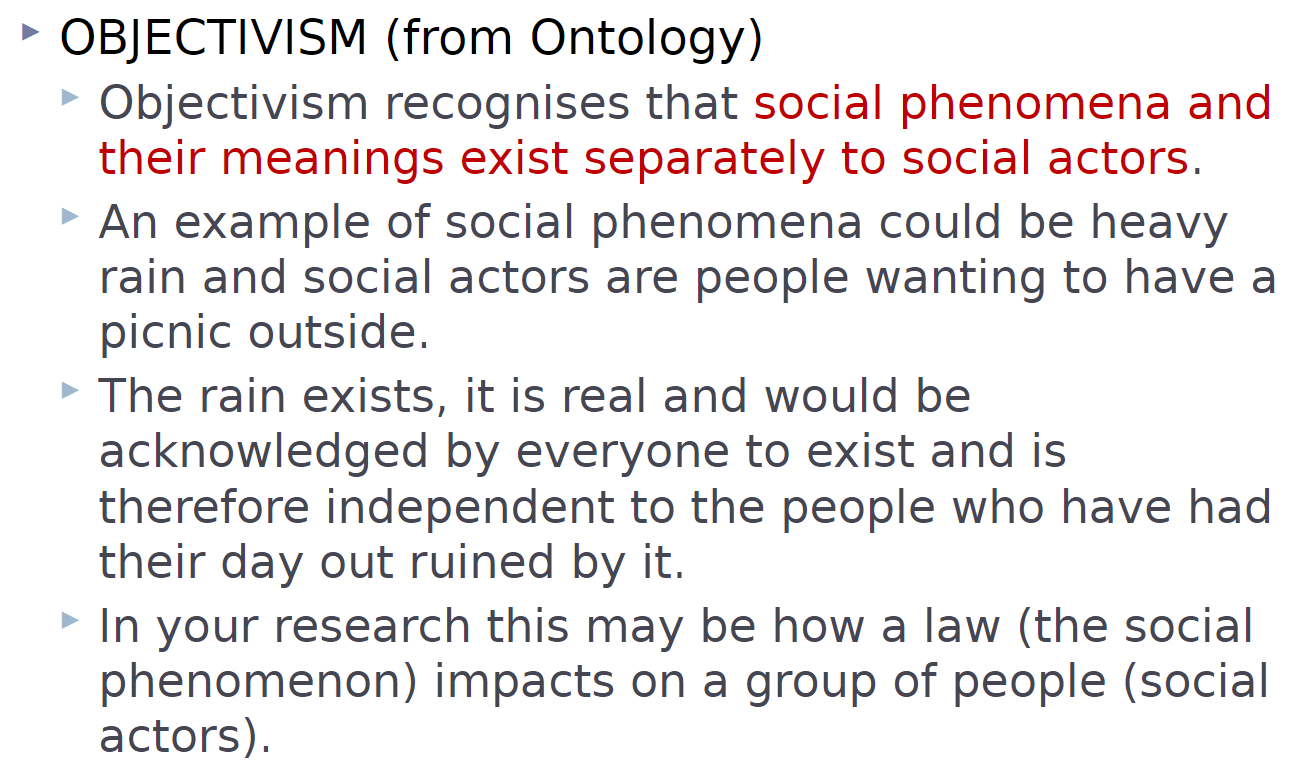 OBJECTIVISM (from Ontology)
Objectivism recognises that social phenomena and
their meanings exist separately to social actors.
An example of social phenomena could be heavy
rain and social actors are people wanting to have a
picnic outside.
The rain exists, it is real and would be
acknowledged by everyone to exist and is
therefore independent to the people who have had
their day out ruined by it.
In your research this may be how a law (the social
phenomenon) impacts on a group of people (social
actors).